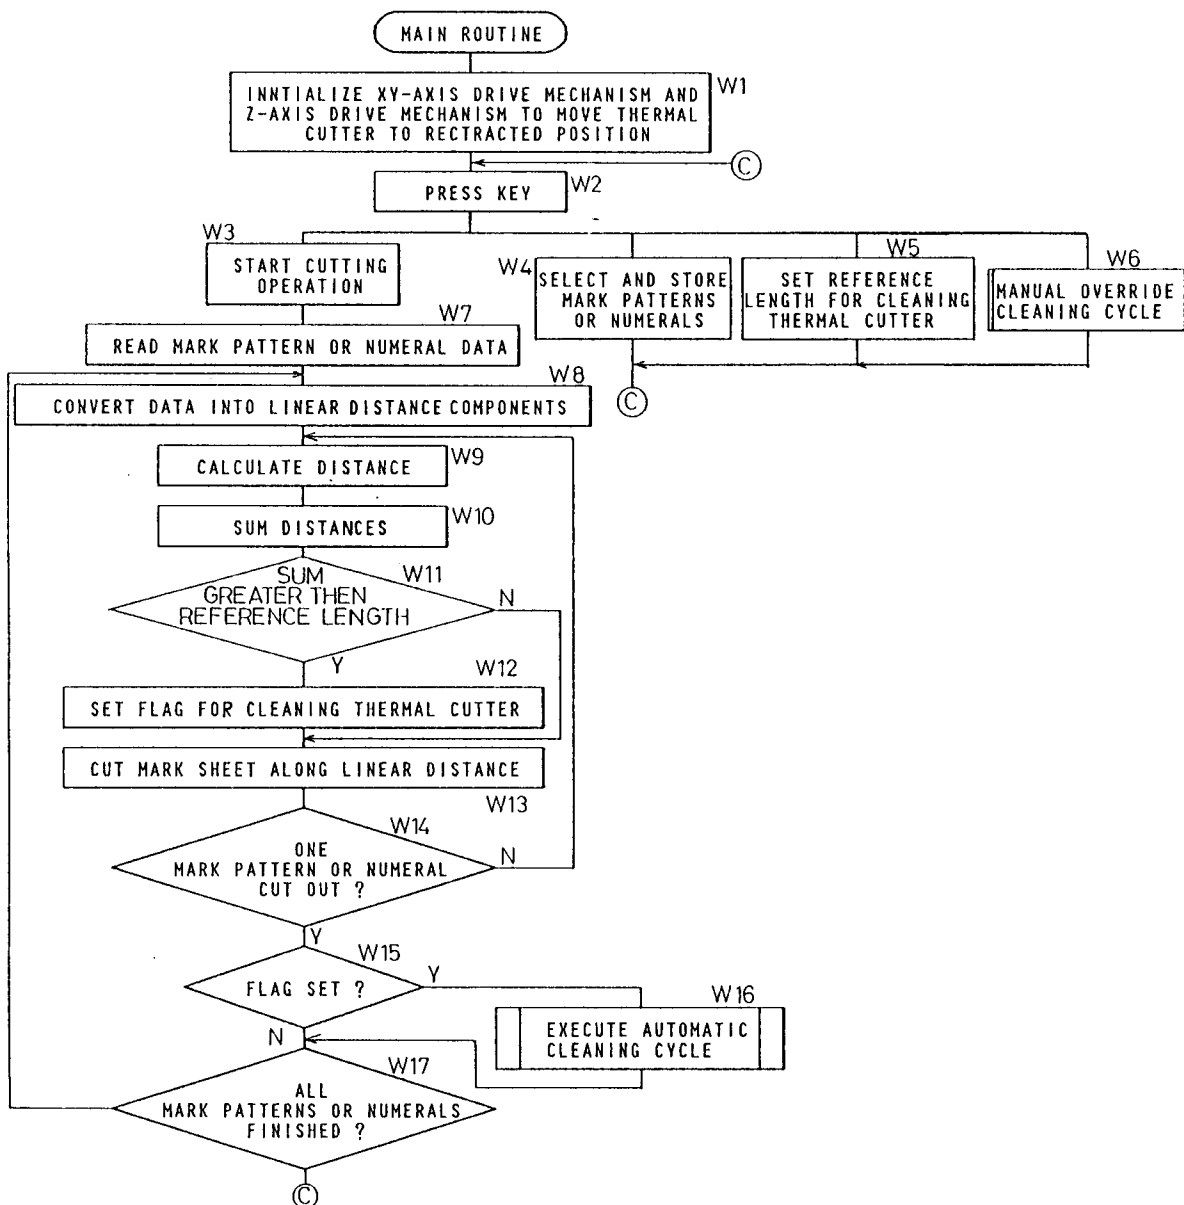 MAIN ROUTINE
W1
INNTIALIZE XY-AXIS DRIVE MECHANISM AND
Z-AXIS DRIVE MECHANISM TO MOVE THERMAL
CUTTER TO RECTRACTED POSITION
C
W2
PRESS KEY
W3
START CUTTING
OPERATION
W4
SELECT AND STORE
MARK PATTERNS
OR NUMERALS
W5
SET REFERENCE
LENGTH FOR CLEANING
THERMAL CUTTER
W6
MANUAL OVERRIDE
CLEANING CYCLE
C
W7
READ MARK PATTERN OR NUMERAL DATA
W8
CONVERT DATA INTO LINEAR DISTANCE COMPONENTS
CALCULATE DISTANCE
W9
SUM DISTANCES
W10
W11
SUM
GREATER THEN
REFERENCE LENGTH
N
Y
W12
SET FLAG FOR CLEANING THERMAL CUTTER
CUT MARK SHEET ALONG LINEAR DISTANCE
W13
W14
ONE
MARK PATTERN OR NUMERAL
CUT OUT ?
N
Y
W15
FLAG SET ?
Y
N
W16
EXECUTE AUTOMATIC
CLEANING CYCLE
W17
ALL
MARK PATTERNS OR NUMERALS
FINISHED ?
C